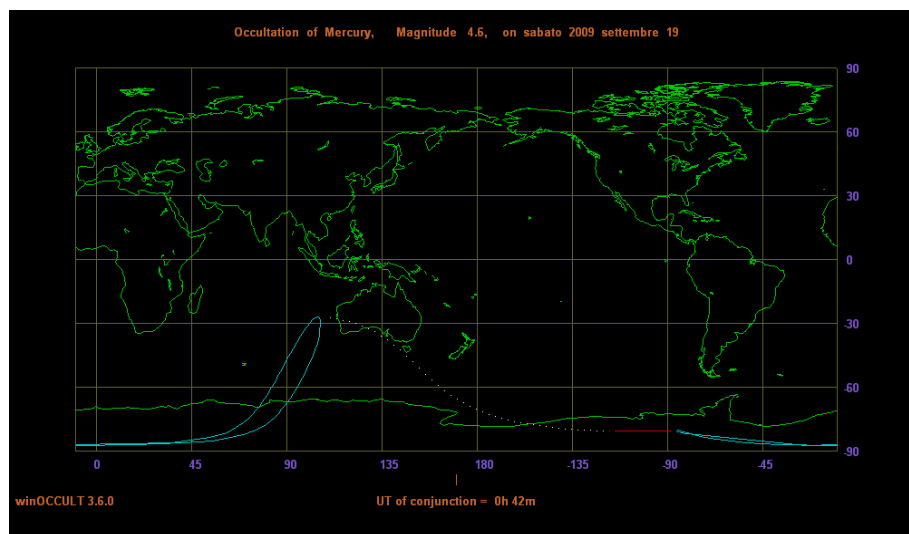 Occultation of Mercury, Magnitude 4.6, on sabato 2009 settembre 19
90
60
30
0
-30
-60
-90
0 45 90 135 180 -135 -90 -45
winOCCULT 3.6.0 UT of conjunction = 0h 42m